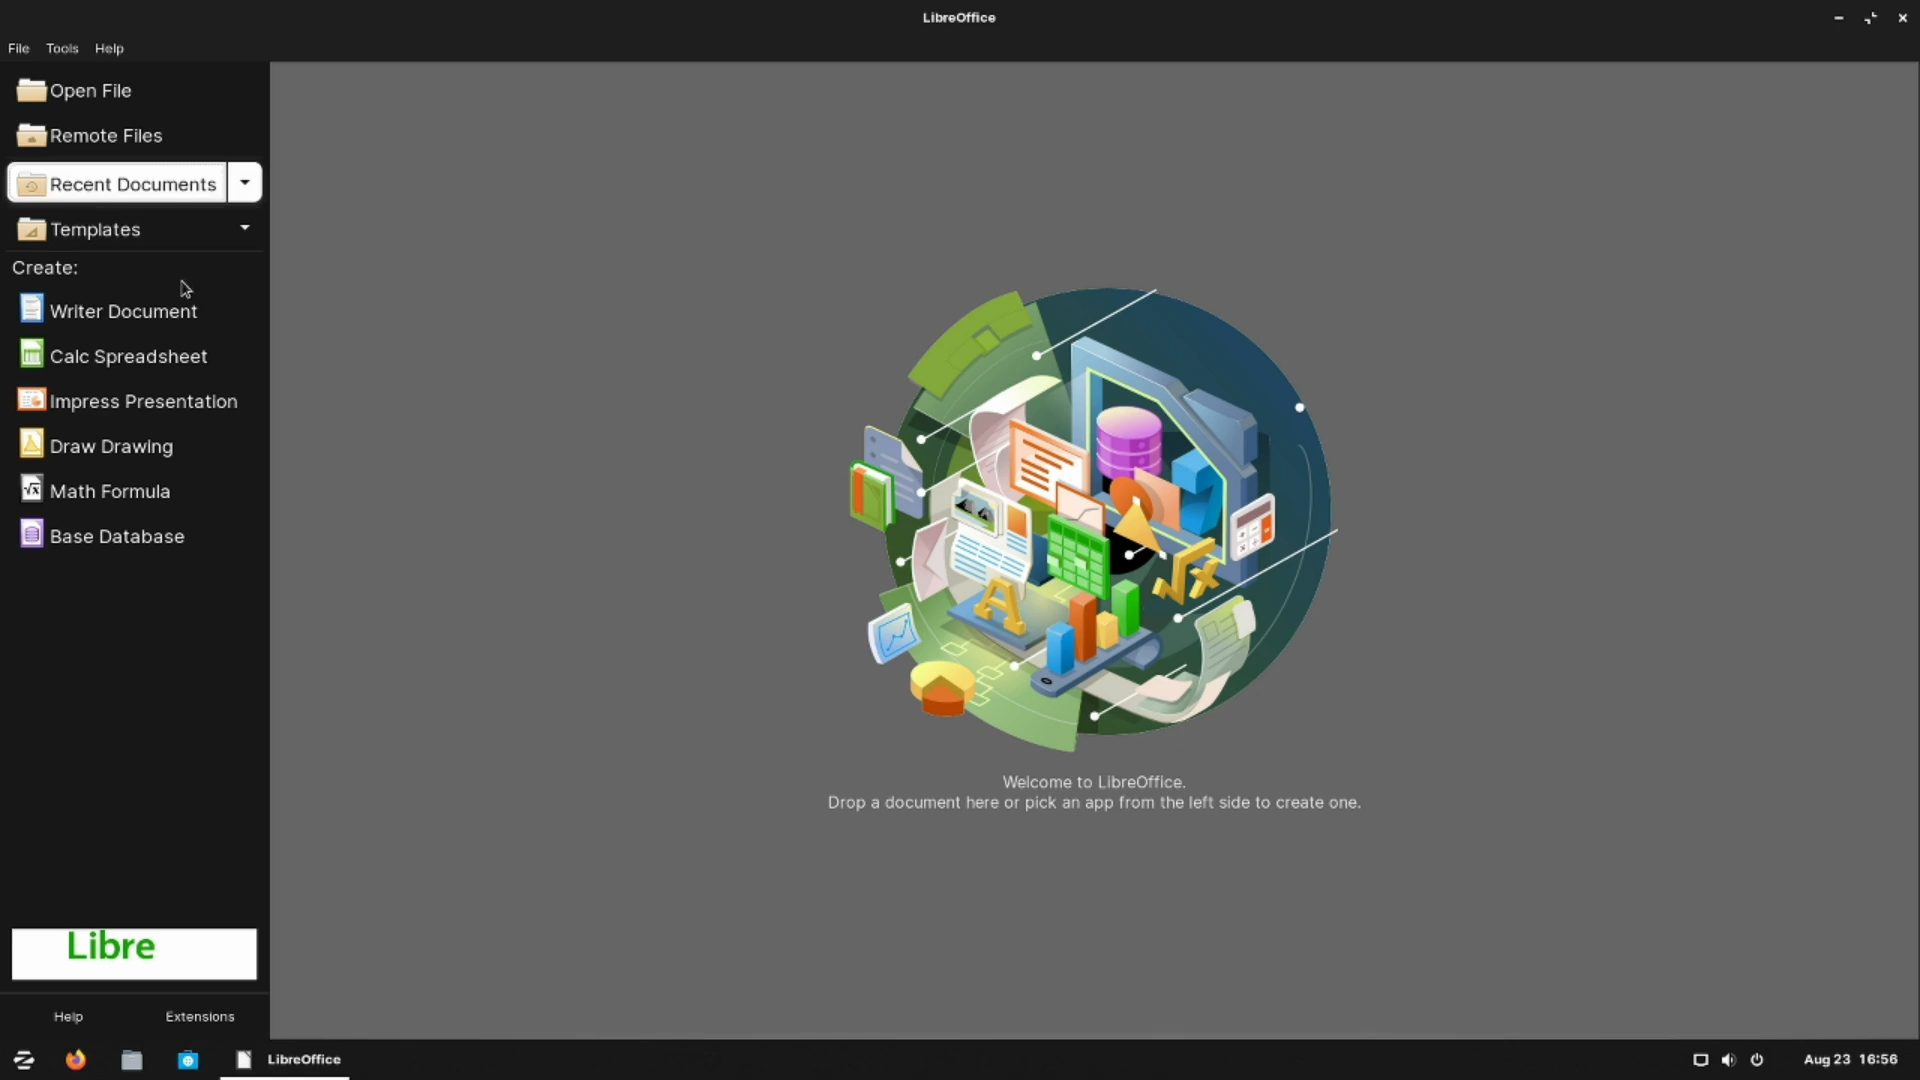 LibreOffice
File Tools Help
Open File
Remote Files
Recent Documents
Templates
Create:
Writer Document
Calc Spreadsheet
Impress Presentation
Draw Drawing
Math Formula
Base Database
Welcome to LibreOffice.
Drop a document here or pick an app from the left side to create one.
Libre
Help Extensions
LibreOffice
Aug 23 16:56